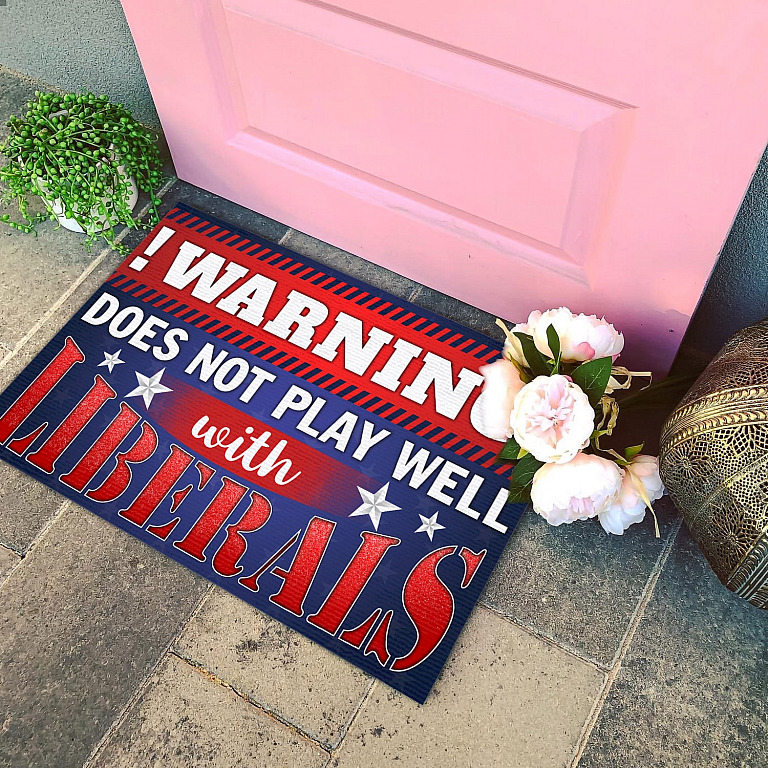 ! WARNING
DOES NOT PLAY WELL
with
LIBERALS